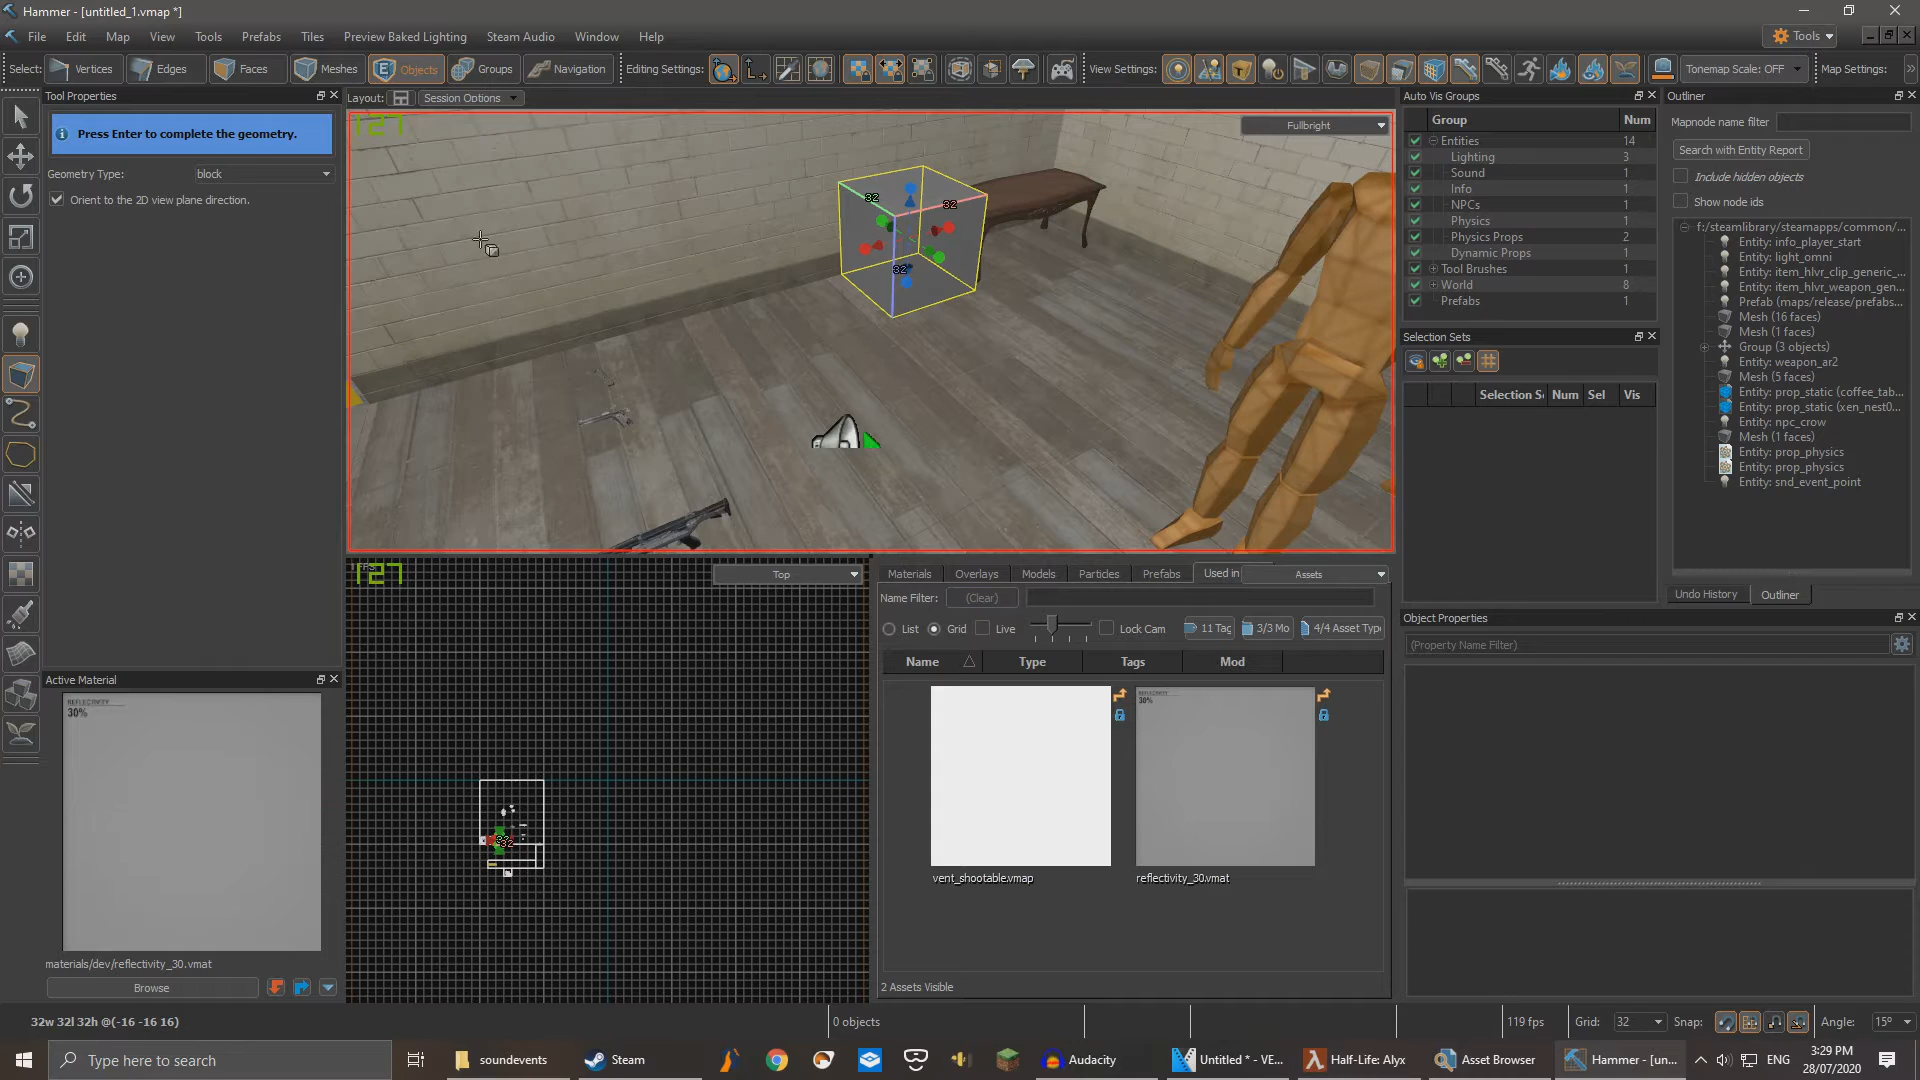 Hammer - [untitled_1.vmap *]
File Edit Map View Tools Prefabs Tiles Preview Baked Lighting Steam Audio Window Help
Tools
Select: Vertices Edges Faces Meshes Objects Groups Navigation Editing Settings: View Settings: Tonemap Scale: OFF Map Settings:
Tool Properties
Press Enter to complete the geometry.
Geometry Type: block
Orient to the 2D view plane direction.
Layout: Session Options
127
Fullbright
32
32
32
Auto Vis Groups
Group Num
Entities 14
Lighting 3
Sound 1
Info 1
NPCs 1
Physics 1
Physics Props 2
Dynamic Props 1
Tool Brushes 1
World 8
Prefabs 1
Selection Sets
Selection S Num Sel Vis
Outliner
Mapnode name filter
Search with Entity Report
Include hidden objects
Show node ids
f:/steamlibrary/steamapps/common/...
Entity: info_player_start
Entity: light_omni
Entity: item_hlvr_clip_generic_...
Entity: item_hlvr_weapon_gen...
Prefab (maps/release/prefabs...
Mesh (16 faces)
Mesh (1 faces)
Group (3 objects)
Entity: weapon_ar2
Mesh (5 faces)
Entity: prop_static (coffee_tab...
Entity: prop_static (xen_nest0...
Entity: npc_crow
Mesh (1 faces)
Entity: prop_physics
Entity: prop_physics
Entity: snd_event_point
Undo History Outliner
Object Properties
(Property Name Filter)
Active Material
REFLECTIVITY
30%
materials/dev/reflectivity_30.vmat
Browse
127
Top
32
32
Materials Overlays Models Particles Prefabs Used in Assets
Name Filter: (Clear)
List Grid Live Lock Cam 11 Tag 3/3 Mo 4/4 Asset Typ
Name Type Tags Mod
REFLECTIVITY
30%
vent_shootable.vmap
reflectivity_30.vmat
2 Assets Visible
32w 32l 32h @(-16 -16 16)
0 objects
119 fps
Grid: 32 Snap: Angle: 15º
Type here to search
soundevents
Steam
Audacity
Untitled * - VE...
Half-Life: Alyx
Asset Browser
Hammer - [un...
ENG
3:29 PM
28/07/2020